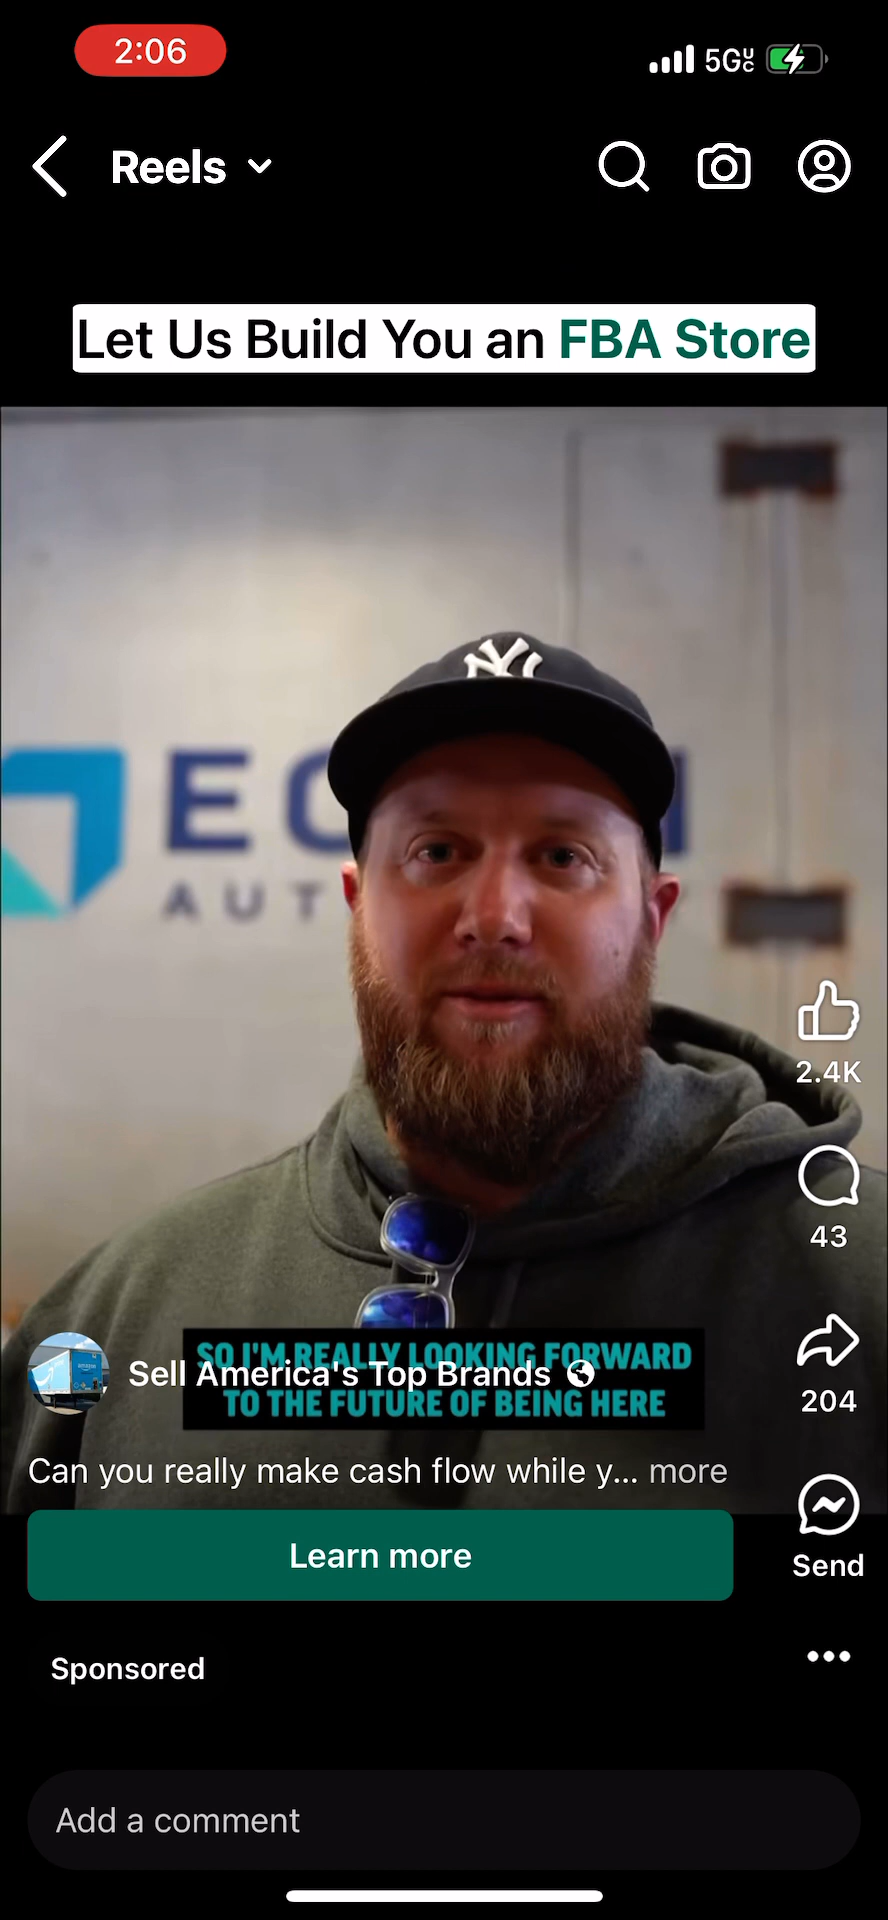 2:06
5G UC
Reels
Let Us Build You an FBA Store
NY
EC
AUT
SO I'M REALLY LOOKING FORWARD
Sell America's Top Brands
TO THE FUTURE OF BEING HERE
Can you really make cash flow while y... more
Learn more
Sponsored
2.4K
43
204
Send
Add a comment